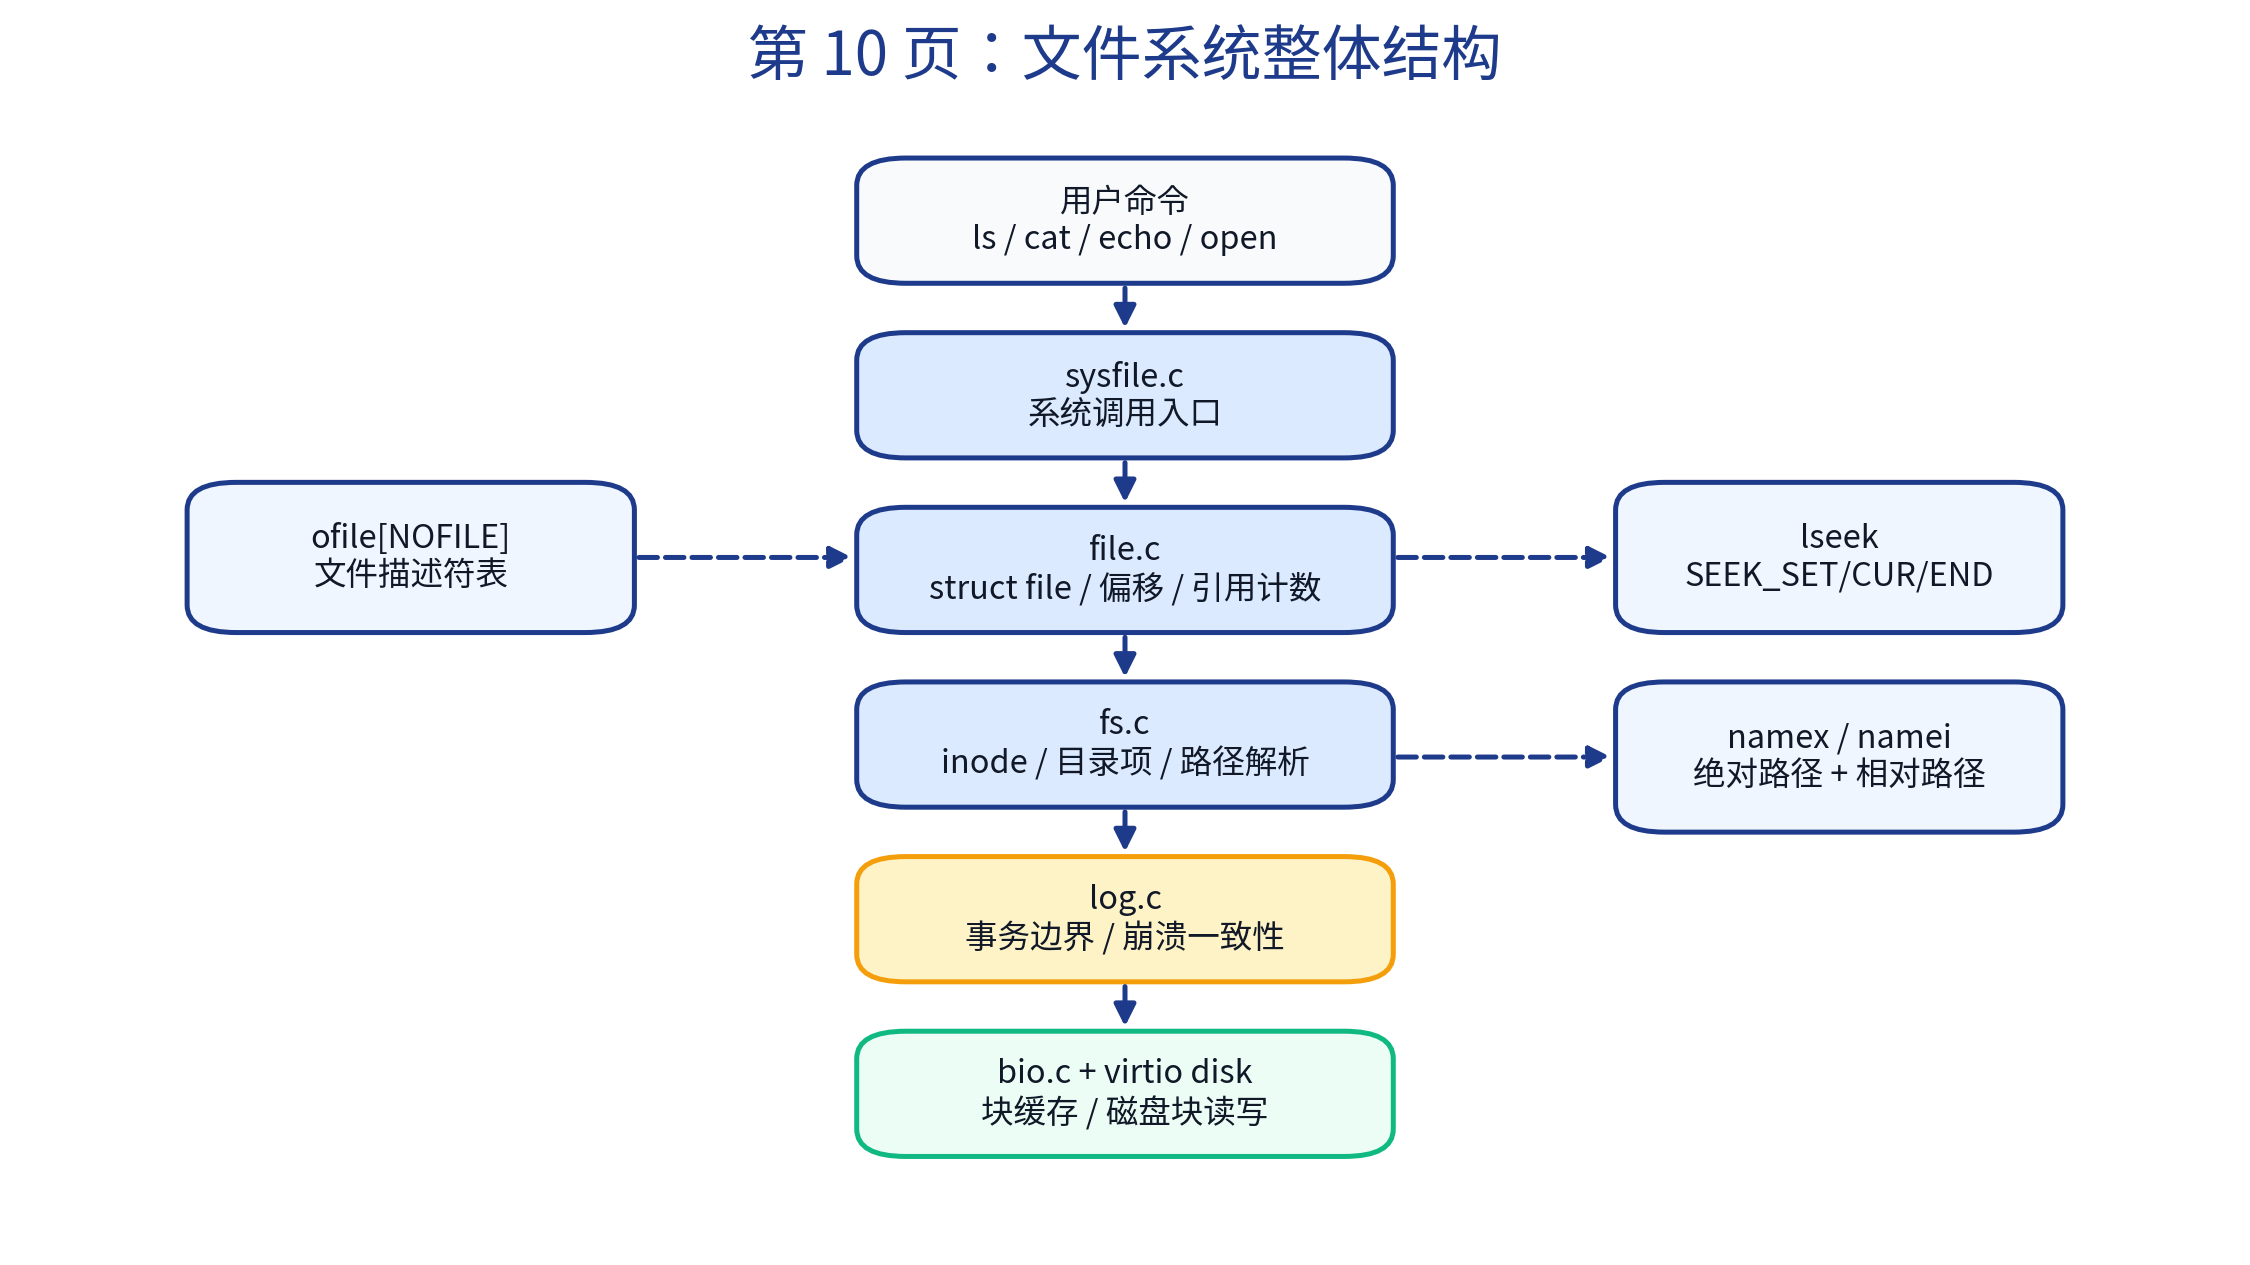 第 10 页：文件系统整体结构
用户命令
ls / cat / echo / open
sysfile.c
系统调用入口
ofile[NOFILE]
文件描述符表
file.c
struct file / 偏移 / 引用计数
lseek
SEEK_SET/CUR/END
fs.c
inode / 目录项 / 路径解析
namex / namei
绝对路径 + 相对路径
log.c
事务边界 / 崩溃一致性
bio.c + virtio disk
块缓存 / 磁盘块读写